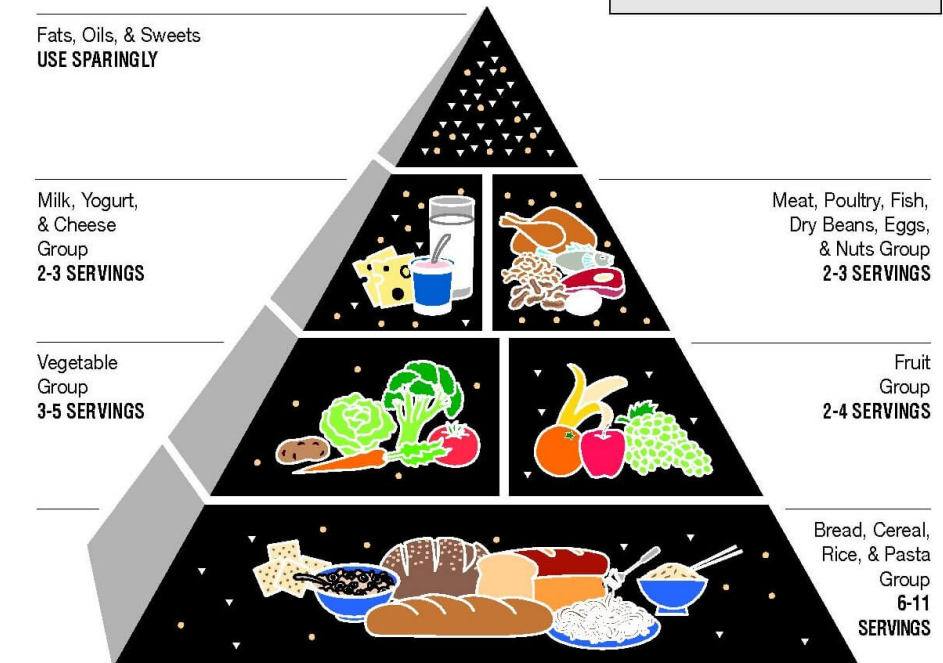 Fats, Oils, & Sweets
USE SPARINGLY
Milk, Yogurt,
& Cheese
Group
2-3 SERVINGS
Meat, Poultry, Fish,
Dry Beans, Eggs,
& Nuts Group
2-3 SERVINGS
Vegetable
Group
3-5 SERVINGS
Fruit
Group
2-4 SERVINGS
Bread, Cereal,
Rice, & Pasta
Group
6-11
SERVINGS